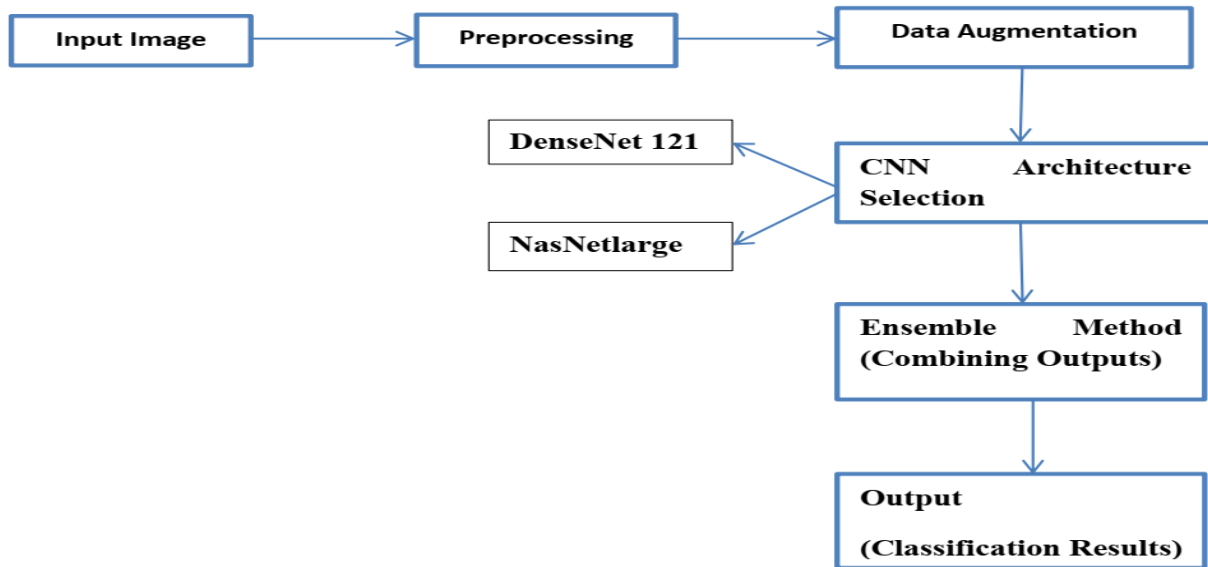 Input Image
Preprocessing
Data Augmentation
DenseNet 121
CNN Architecture
Selection
NasNetlarge
Ensemble Method
(Combining Outputs)
Output
(Classification Results)